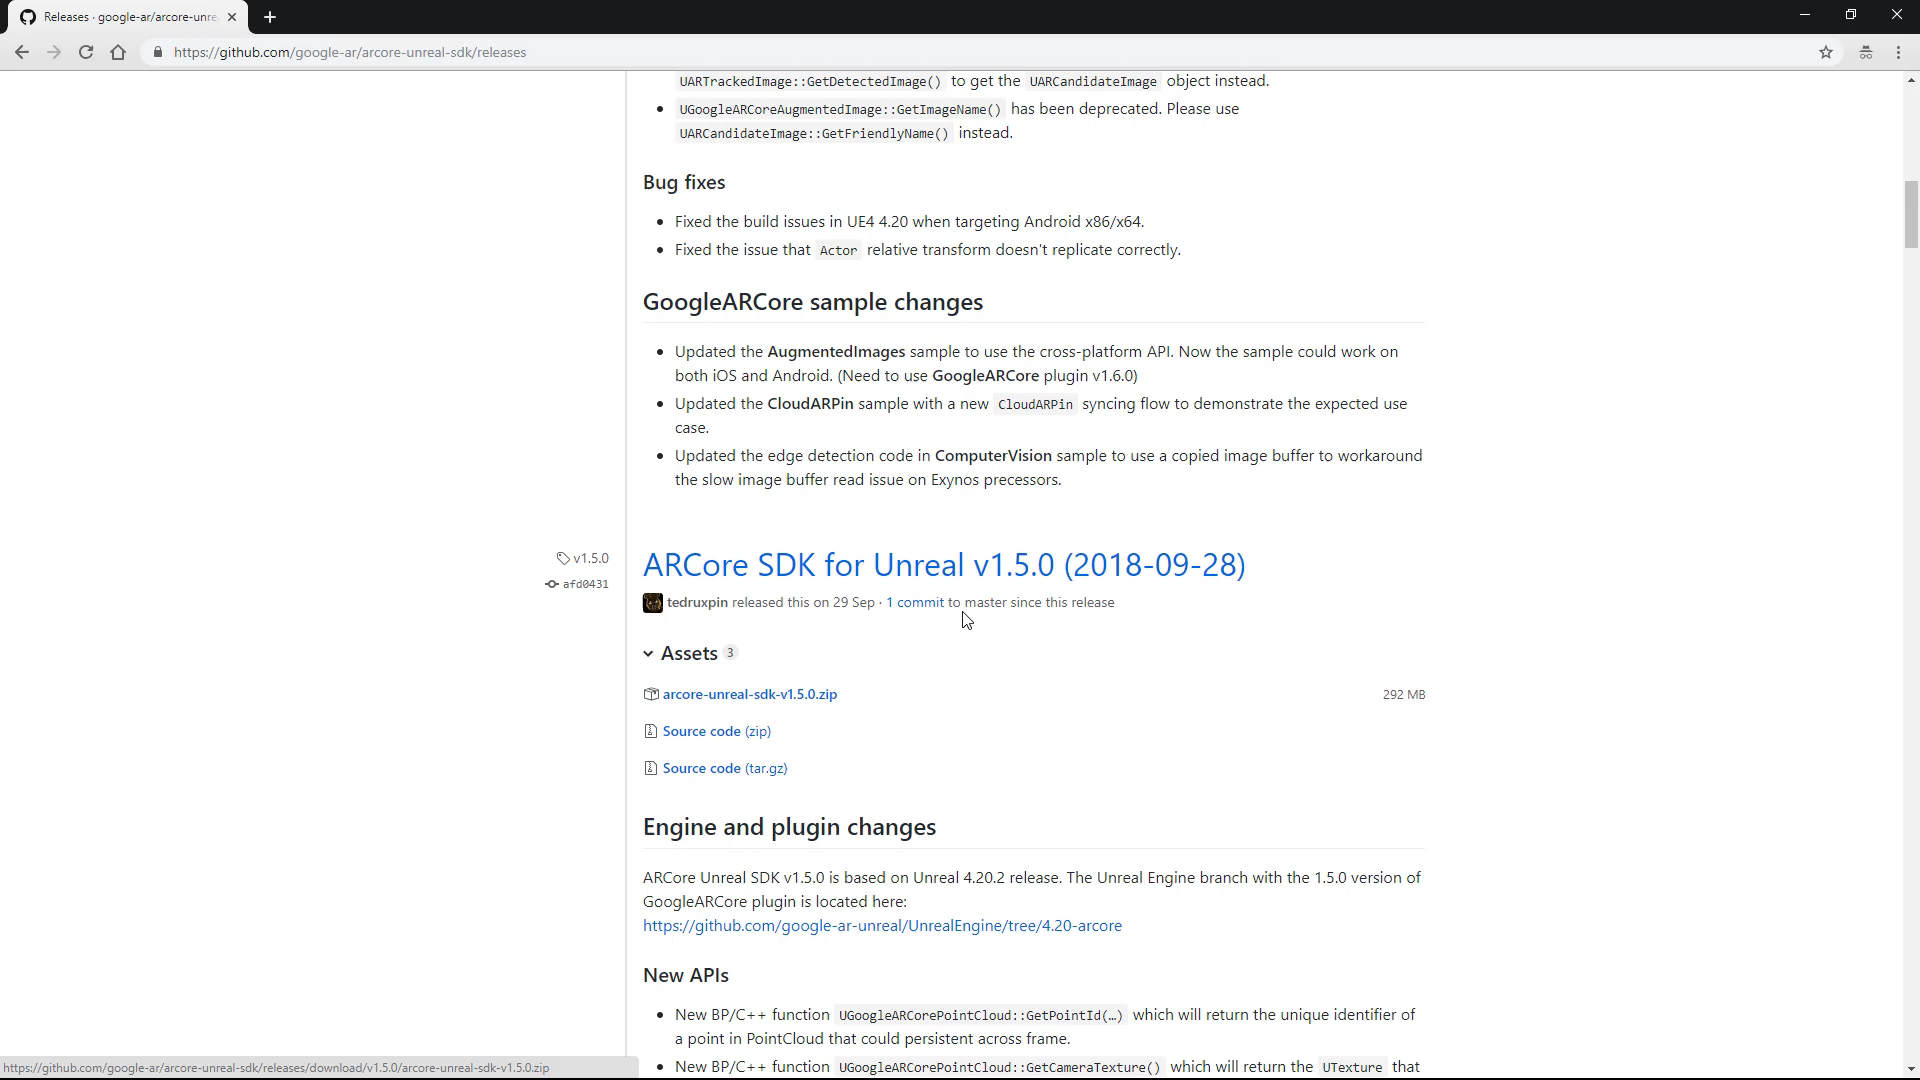 Releases · google-ar/arcore-unre
https://github.com/google-ar/arcore-unreal-sdk/releases
UARTrackedImage::GetDetectedImage() to get the UARCandidateImage object instead.
UGoogleARCoreAugmentedImage::GetImageName() has been deprecated. Please use
UARCandidateImage::GetFriendlyName() instead.
Bug fixes
Fixed the build issues in UE4 4.20 when targeting Android x86/x64.
Fixed the issue that Actor relative transform doesn't replicate correctly.
GoogleARCore sample changes
Updated the AugmentedImages sample to use the cross-platform API. Now the sample could work on
both iOS and Android. (Need to use GoogleARCore plugin v1.6.0)
Updated the CloudARPin sample with a new CloudARPin syncing flow to demonstrate the expected use
case.
Updated the edge detection code in ComputerVision sample to use a copied image buffer to workaround
the slow image buffer read issue on Exynos precessors.
v1.5.0
afd0431
ARCore SDK for Unreal v1.5.0 (2018-09-28)
tedruxpin released this on 29 Sep · 1 commit to master since this release
Assets 3
arcore-unreal-sdk-v1.5.0.zip 292 MB
Source code (zip)
Source code (tar.gz)
Engine and plugin changes
ARCore Unreal SDK v1.5.0 is based on Unreal 4.20.2 release. The Unreal Engine branch with the 1.5.0 version of
GoogleARCore plugin is located here:
https://github.com/google-ar-unreal/UnrealEngine/tree/4.20-arcore
New APIs
New BP/C++ function UGoogleARCorePointCloud::GetPointId(…) which will return the unique identifier of
a point in PointCloud that could persistent across frame.
New BP/C++ function UGoogleARCorePointCloud::GetCameraTexture() which will return the UTexture that
https://github.com/google-ar/arcore-unreal-sdk/releases/download/v1.5.0/arcore-unreal-sdk-v1.5.0.zip